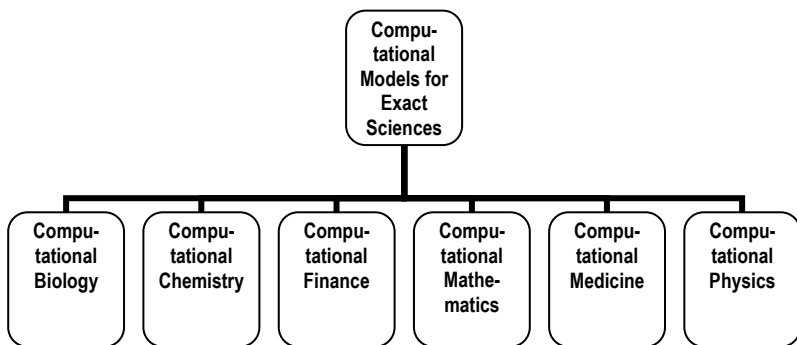 Compu-
tational
Models for
Exact
Sciences
Compu-
tational
Biology
Compu-
tational
Chemistry
Compu-
tational
Finance
Compu-
tational
Mathe-
matics
Compu-
tational
Medicine
Compu-
tational
Physics